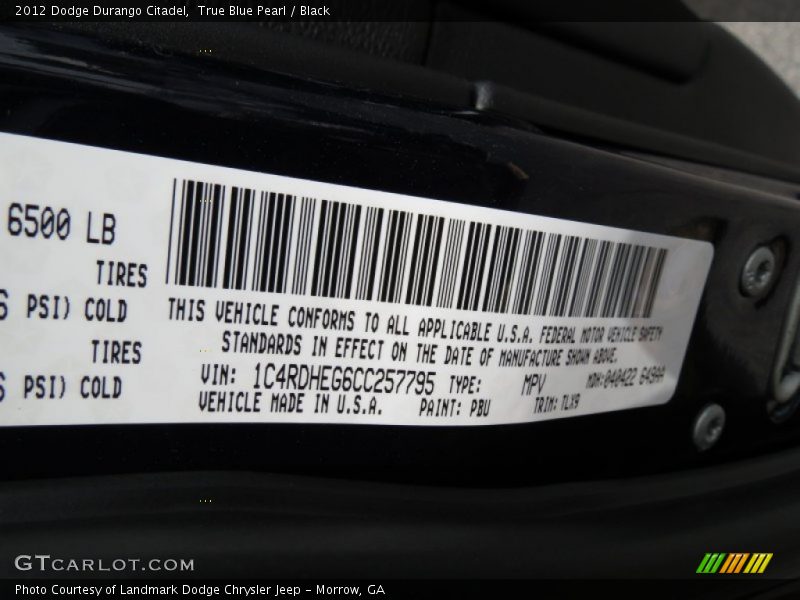 2012 Dodge Durango Citadel, True Blue Pearl / Black
6500 LB
TIRES
PSI) COLD
TIRES
PSI) COLD
THIS VEHICLE CONFORMS TO ALL APPLICABLE U.S.A. FEDERAL MOTOR VEHICLE SAFETY
STANDARDS IN EFFECT ON THE DATE OF MANUFACTURE SHOWN ABOVE.
VIN: 1C4RDHEG6CC257795 TYPE: MPV MDH:040422 649AA
VEHICLE MADE IN U.S.A. PAINT: PBU TRIM: TLX9
GTCARLOT.COM
Photo Courtesy of Landmark Dodge Chrysler Jeep – Morrow, GA